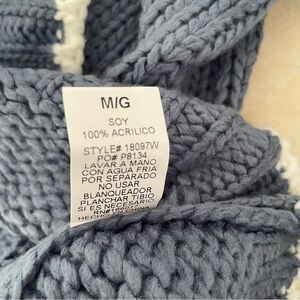 M/G
SOY
100% ACRILICO
STYLE# 18097W
PO# P8134
LAVAR A MANO
CON AGUA FRIA
POR SEPARADO
NO USAR
BLANQUEADOR
PLANCHAR TIBIO
SI ES NECESARIO
HECHO